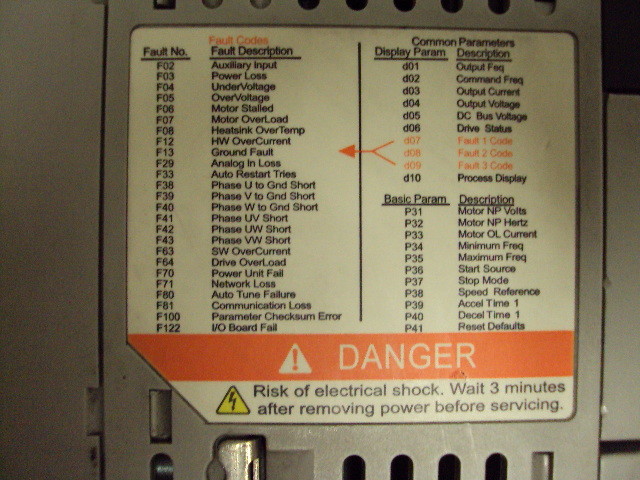 Fault Codes
Fault No. Fault Description
F02 Auxiliary Input
F03 Power Loss
F04 UnderVoltage
F05 OverVoltage
F06 Motor Stalled
F07 Motor OverLoad
F08 Heatsink OverTemp
F12 HW OverCurrent
F13 Ground Fault
F29 Analog In Loss
F33 Auto Restart Tries
F38 Phase U to Gnd Short
F39 Phase V to Gnd Short
F40 Phase W to Gnd Short
F41 Phase UV Short
F42 Phase UW Short
F43 Phase VW Short
F63 SW OverCurrent
F64 Drive OverLoad
F70 Power Unit Fail
F71 Network Loss
F80 Auto Tune Failure
F81 Communication Loss
F100 Parameter Checksum Error
F122 I/O Board Fail
Common Parameters
Display Param Description
d01 Output Feq
d02 Command Freq
d03 Output Current
d04 Output Voltage
d05 DC Bus Voltage
d06 Drive Status
d07 Fault 1 Code
d08 Fault 2 Code
d09 Fault 3 Code
d10 Process Display
Basic Param Description
P31 Motor NP Volts
P32 Motor NP Hertz
P33 Motor OL Current
P34 Minimum Freq
P35 Maximum Freq
P36 Start Source
P37 Stop Mode
P38 Speed Reference
P39 Accel Time 1
P40 Decel Time 1
P41 Reset Defaults
DANGER
Risk of electrical shock. Wait 3 minutes
after removing power before servicing.